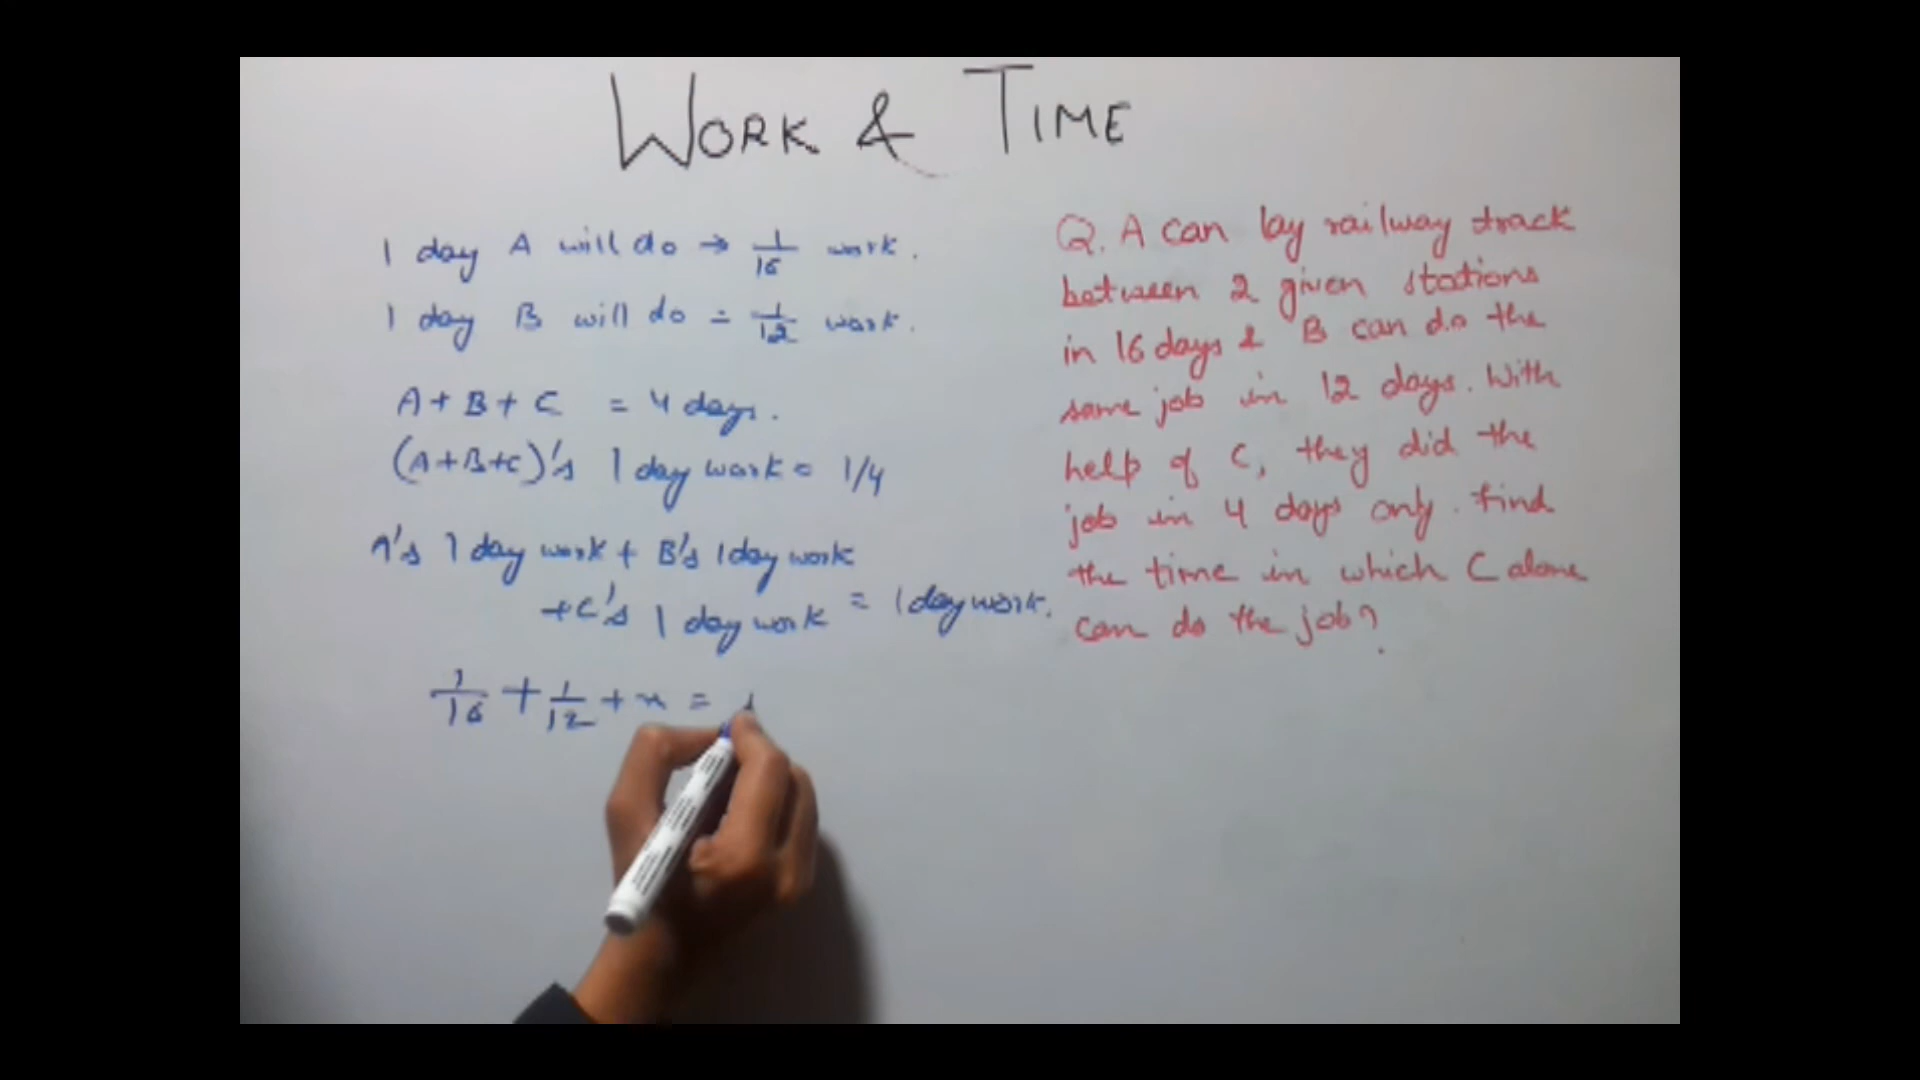 WORK & TIME
1 day A will do → 1/16 work.
1 day B will do = 1/12 work.
A + B + C = 4 days.
(A+B+C)'s 1 day work = 1/4
A's 1 day work + B's 1 day work
+ C's 1 day work = 1 day work.
1/16 + 1/12 + x =
Q. A can lay railway track
between 2 given stations
in 16 days & B can do the
same job in 12 days. With
help of C, they did the
job in 4 days only. find
the time in which C alone
can do the job?